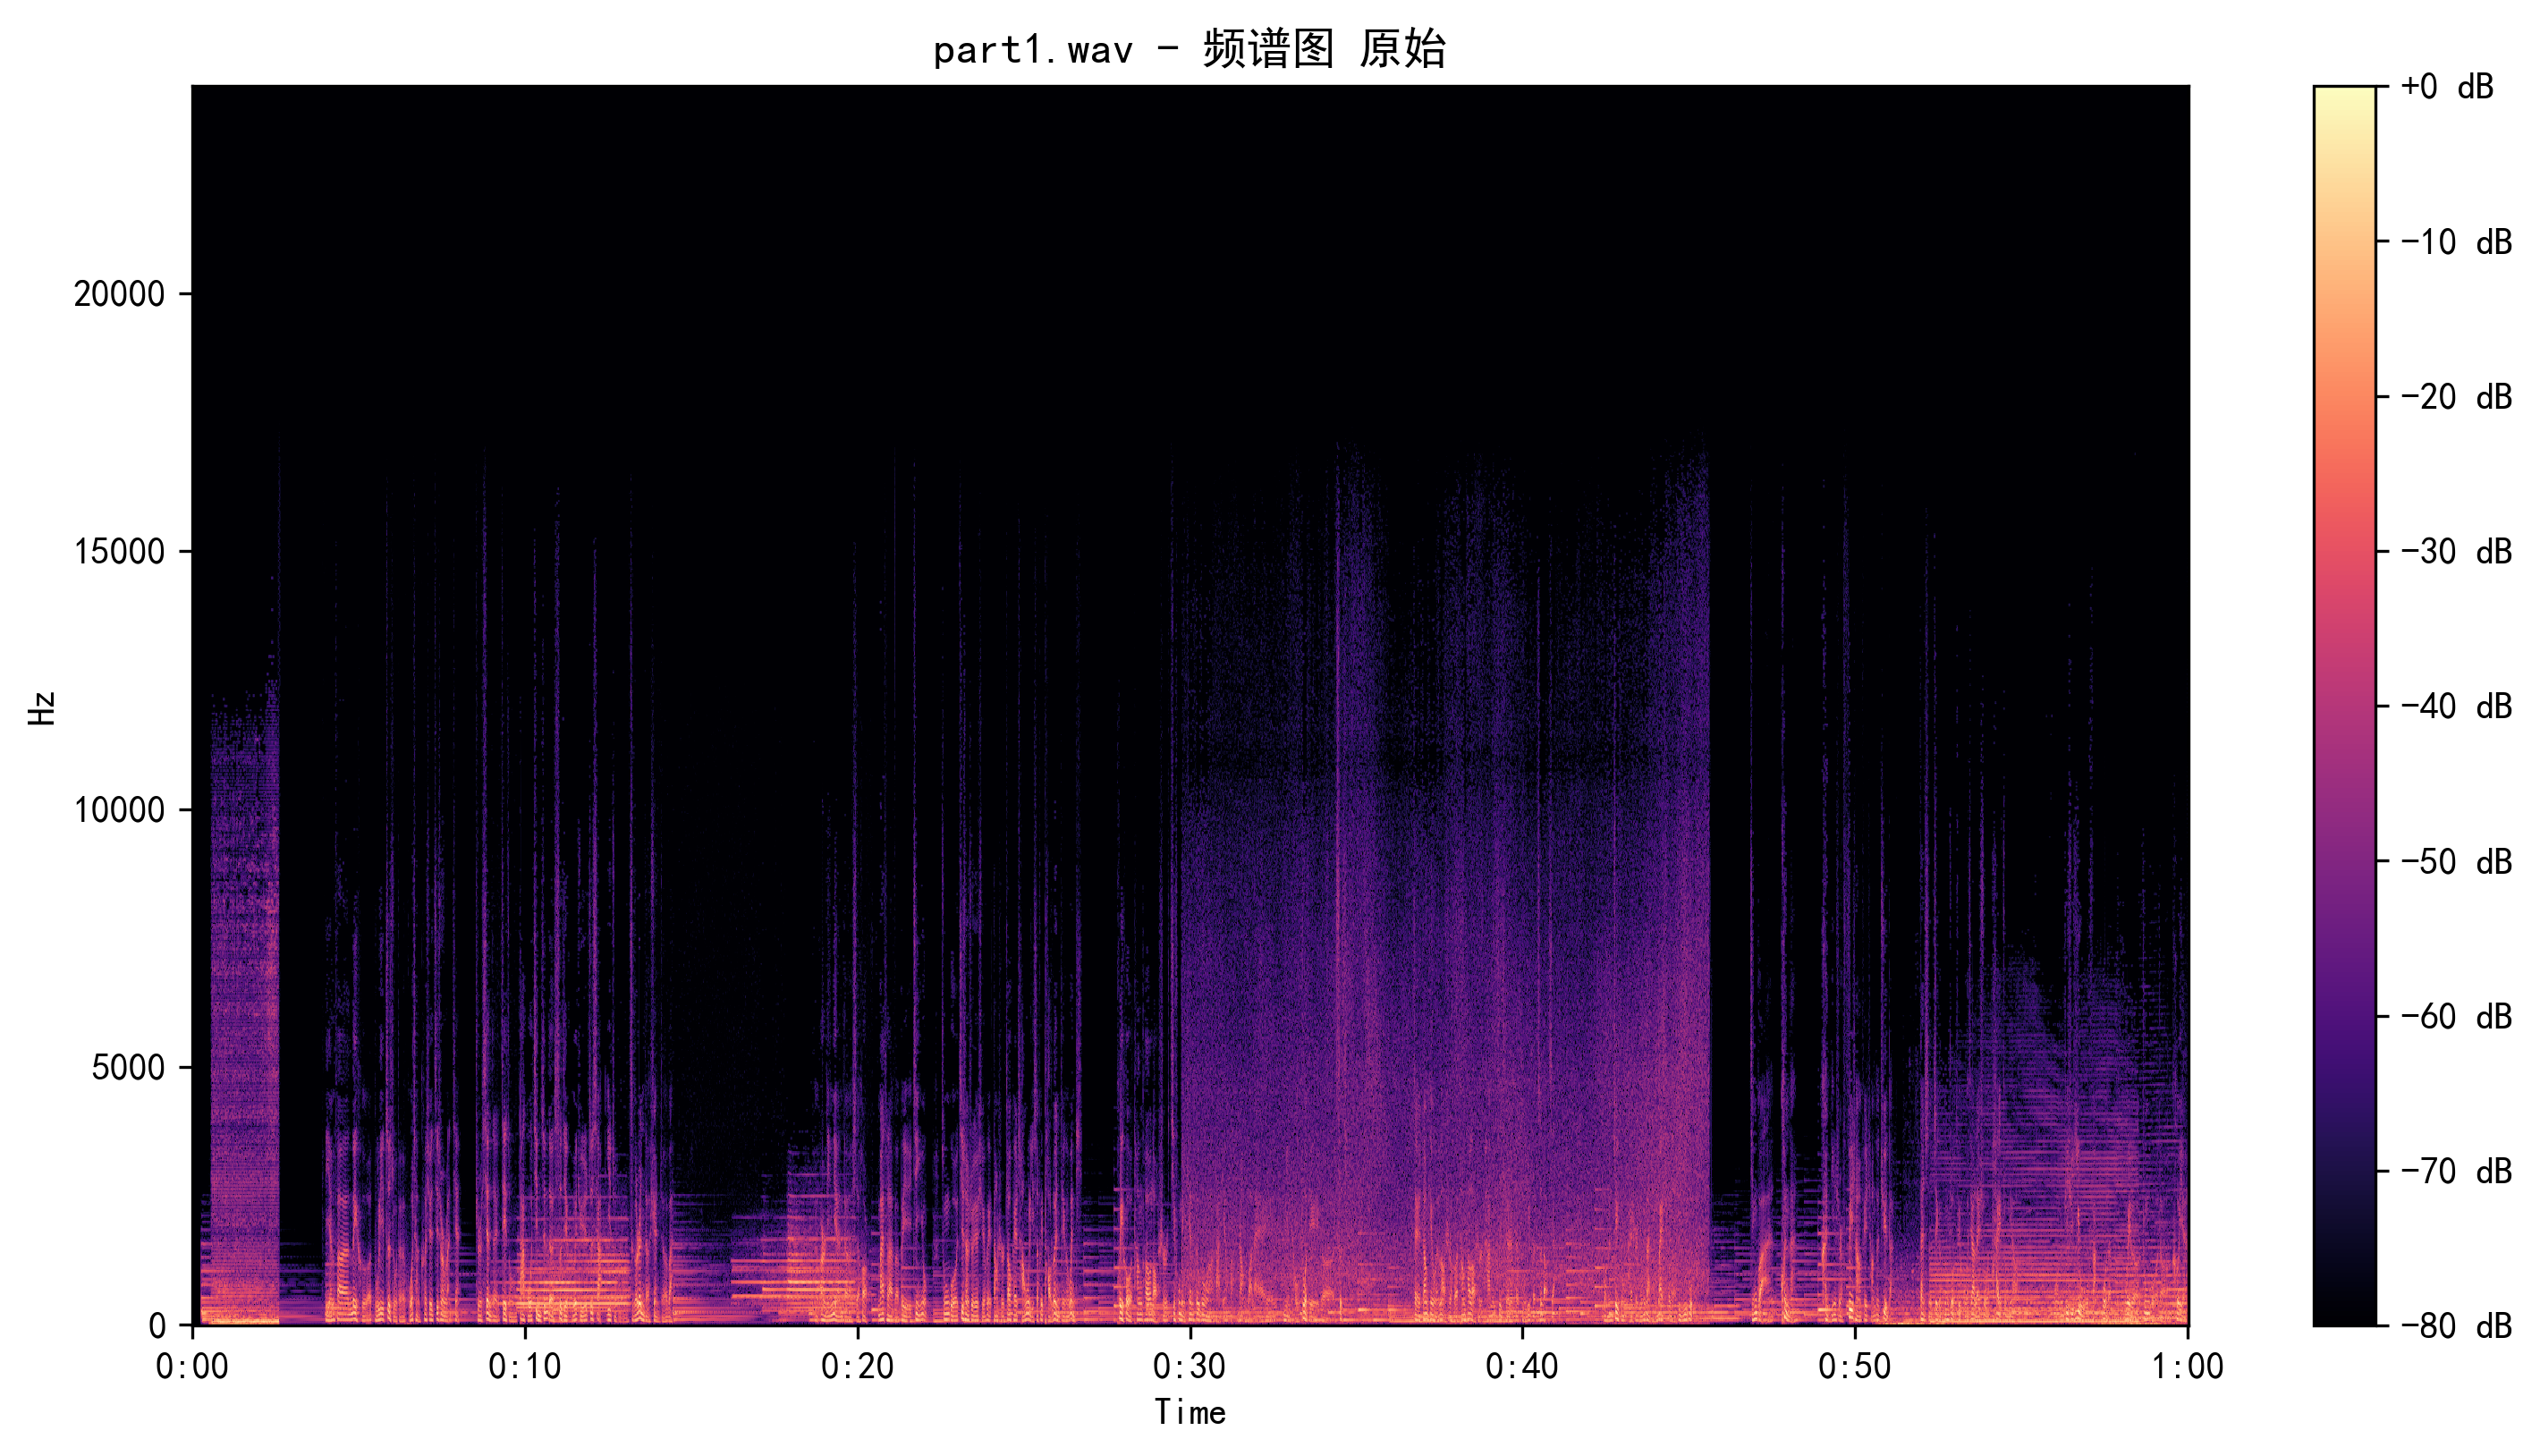 part1.wav - 频谱图 原始
+0 dB
-10 dB
-20 dB
-30 dB
-40 dB
-50 dB
-60 dB
-70 dB
-80 dB
20000
15000
10000
5000
0
Hz
0:00 0:10 0:20 0:30 0:40 0:50 1:00
Time